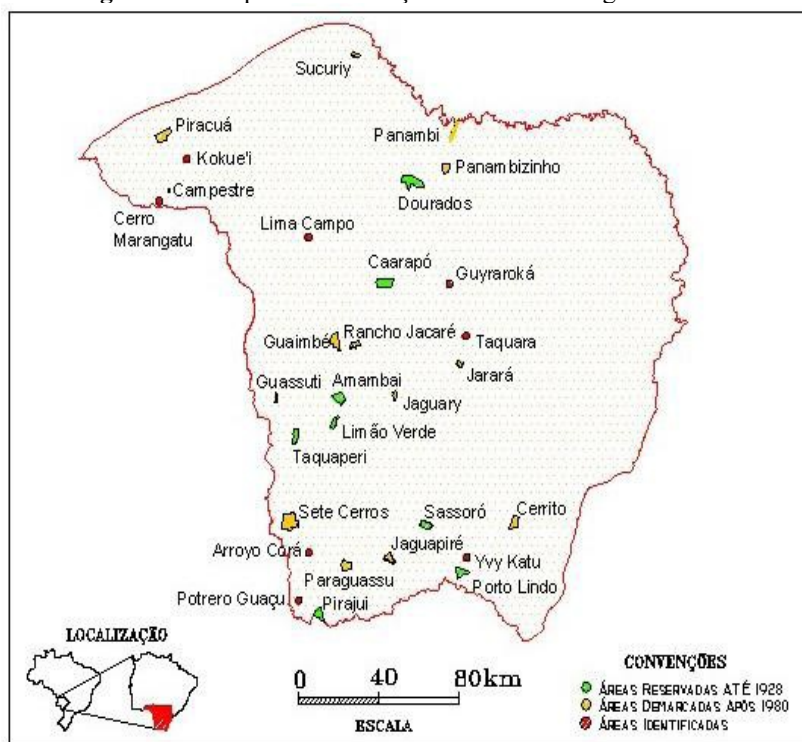 Sucuriy
Piracuá
Panambi
Kokue'i
Panambizinho
Campestre
Dourados
Cerro
Marangatu
Lima Campo
Caarapó
Guyraroká
Guaimbé
Rancho Jacaré
Taquara
Jarará
Guassuti
Amambai
Jaguary
Limão Verde
Taquaperi
Sete Cerros
Sassoró
Cerrito
Arroyo Corá
Jaguapiré
Yvy Katu
Paraguassu
Porto Lindo
Potrero Guaçu
Pirajui
LOCALIZAÇÃO
0 40 80km
ESCALA
CONVENÇÕES
ÁREAS RESERVADAS ATÉ 1928
ÁREAS DEMARCADAS APÓS 1980
ÁREAS IDENTIFICADAS